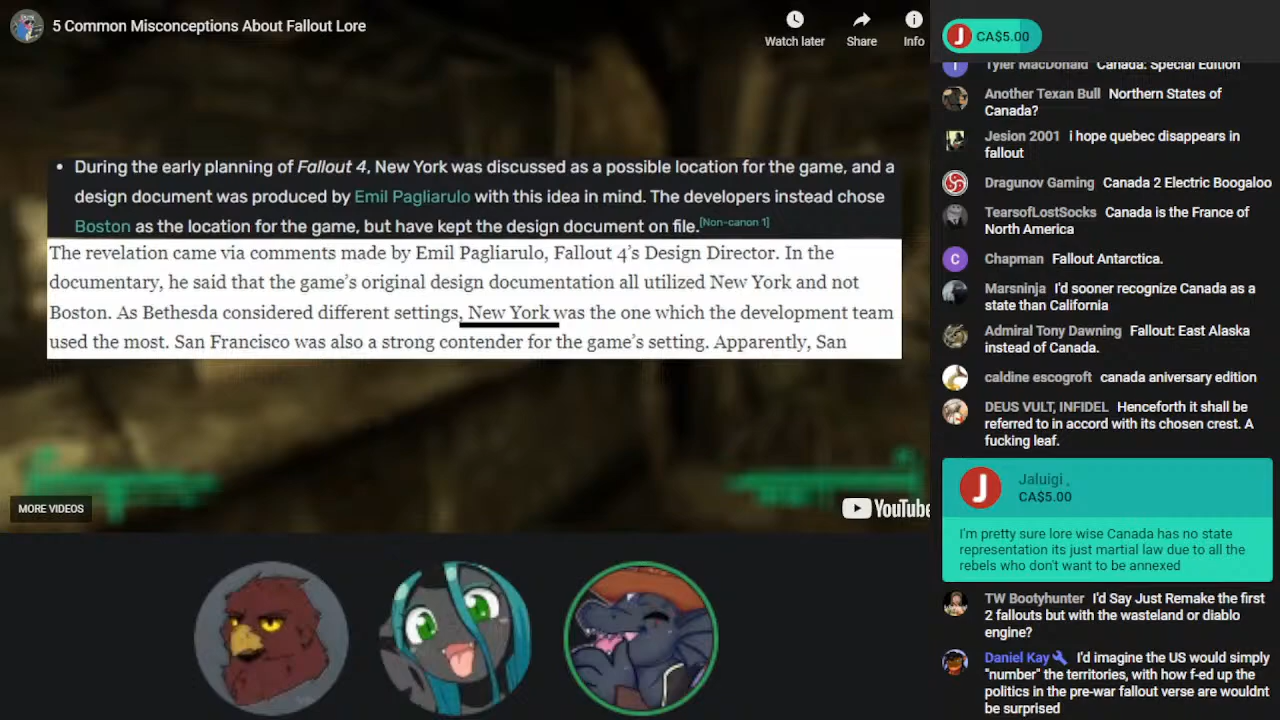 5 Common Misconceptions About Fallout Lore
Watch later
Share
Info
• During the early planning of Fallout 4, New York was discussed as a possible location for the game, and a
design document was produced by Emil Pagliarulo with this idea in mind. The developers instead chose
Boston as the location for the game, but have kept the design document on file.[Non-canon 1]
The revelation came via comments made by Emil Pagliarulo, Fallout 4's Design Director. In the
documentary, he said that the game's original design documentation all utilized New York and not
Boston. As Bethesda considered different settings, New York was the one which the development team
used the most. San Francisco was also a strong contender for the game's setting. Apparently, San
MORE VIDEOS
YouTube
J CA$5.00
Tyler MacDonald Canada: Special Edition
Another Texan Bull Northern States of
Canada?
Jesion 2001 i hope quebec disappears in
fallout
Dragunov Gaming Canada 2 Electric Boogaloo
TearsofLostSocks Canada is the France of
North America
C Chapman Fallout Antarctica.
Marsninja I'd sooner recognize Canada as a
state than California
Admiral Tony Dawning Fallout: East Alaska
instead of Canada.
caldine escogroft canada aniversary edition
DEUS VULT, INFIDEL Henceforth it shall be
referred to in accord with its chosen crest. A
fucking leaf.
J Jaluigi .
CA$5.00
I'm pretty sure lore wise Canada has no state
representation its just martial law due to all the
rebels who don't want to be annexed
TW Bootyhunter I'd Say Just Remake the first
2 fallouts but with the wasteland or diablo
engine?
Daniel Kay I'd imagine the US would simply
"number" the territories, with how f-ed up the
politics in the pre-war fallout verse are wouldnt
be surprised